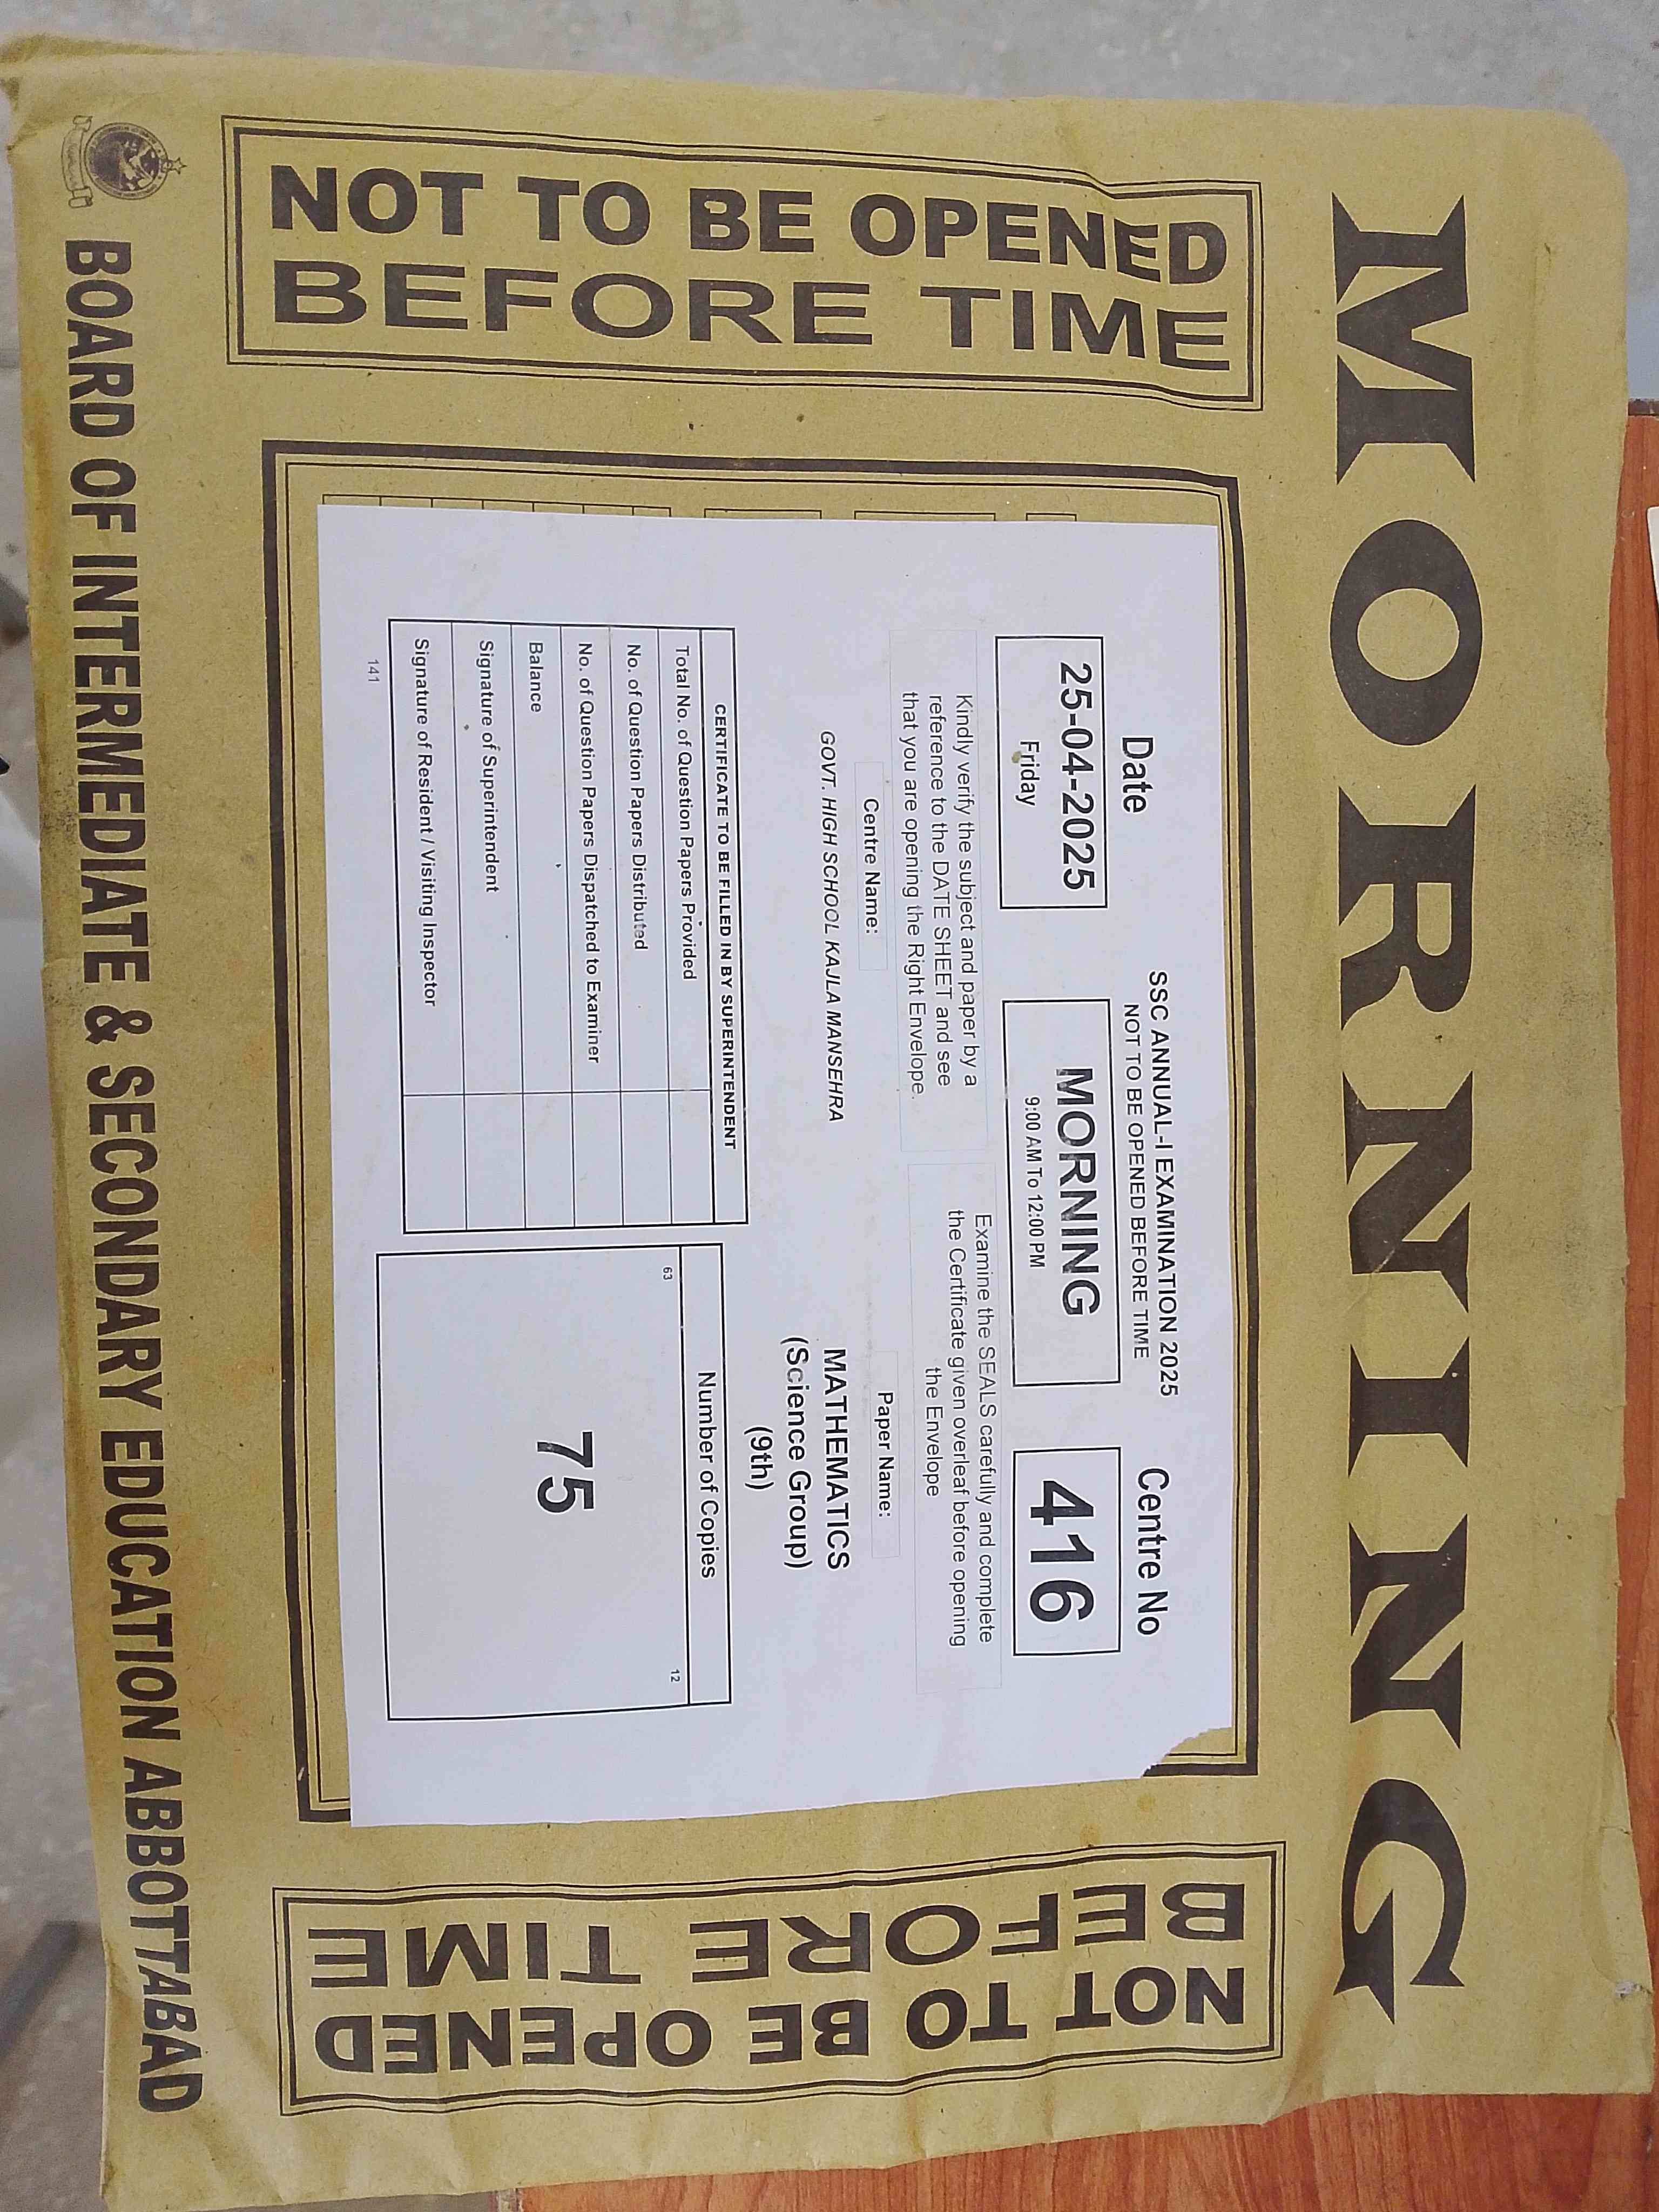 MORNING
NOT TO BE OPENED
BEFORE TIME
SSC ANNUAL-I EXAMINATION 2025
NOT TO BE OPENED BEFORE TIME
Date
25-04-2025
Friday
MORNING
9:00 AM To 12:00 PM
Centre No
416
Kindly verify the subject and paper by a
reference to the DATE SHEET and see
that you are opening the Right Envelope.
Examine the SEALS carefully and complete
the Certificate given overleaf before opening
the Envelope
Centre Name:
GOVT. HIGH SCHOOL KAJLA MANSEHRA
Paper Name:
MATHEMATICS
(Science Group)
(9th)
CERTIFICATE TO BE FILLED IN BY SUPERINTENDENT
Total No. of Question Papers Provided
No. of Question Papers Distributed
No. of Question Papers Dispatched to Examiner
Balance
Signature of Superintendent
Signature of Resident / Visiting Inspector
141
Number of Copies
63
12
75
NOT TO BE OPENED
BEFORE TIME
BOARD OF INTERMEDIATE & SECONDARY EDUCATION ABBOTTABAD